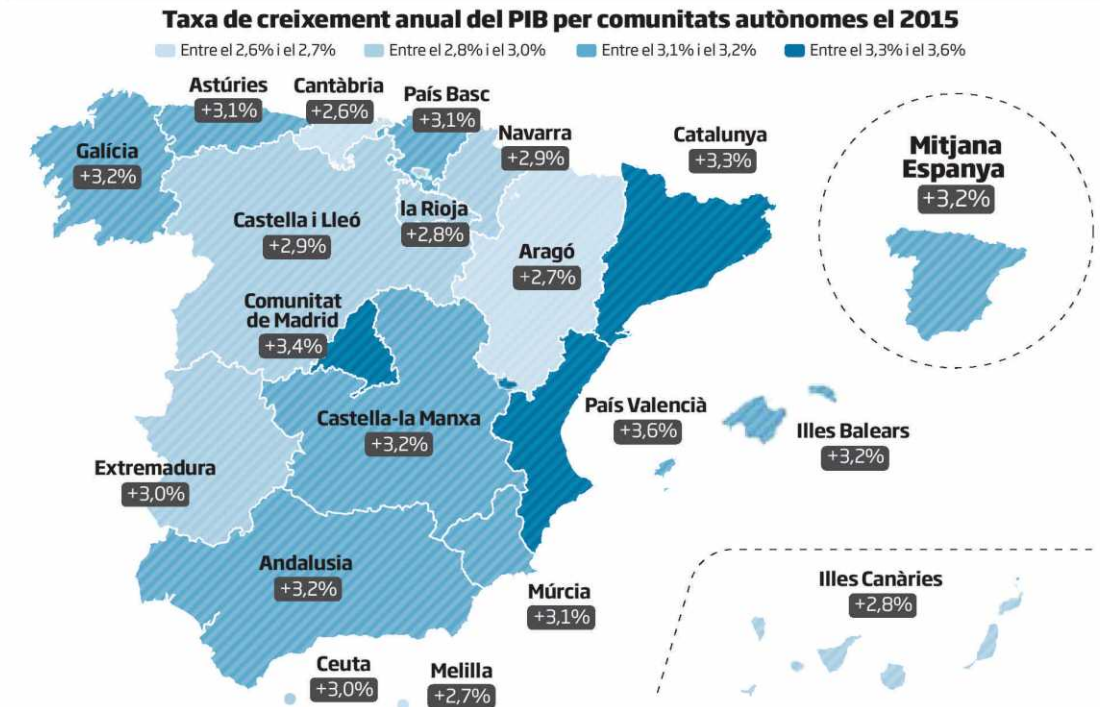 Taxa de creixement anual del PIB per comunitats autònomes el 2015
Entre el 2,6% i el 2,7%
Entre el 2,8% i el 3,0%
Entre el 3,1% i el 3,2%
Entre el 3,3% i el 3,6%
Astúries
+3,1%
Cantàbria
+2,6%
País Basc
+3,1%
Navarra
+2,9%
Catalunya
+3,3%
Mitjana
Espanya
+3,2%
Galícia
+3,2%
Castella i Lleó
+2,9%
la Rioja
+2,8%
Aragó
+2,7%
Comunitat
de Madrid
+3,4%
Castella-la Manxa
+3,2%
País Valencià
+3,6%
Illes Balears
+3,2%
Extremadura
+3,0%
Andalusia
+3,2%
Múrcia
+3,1%
Illes Canàries
+2,8%
Ceuta
+3,0%
Melilla
+2,7%